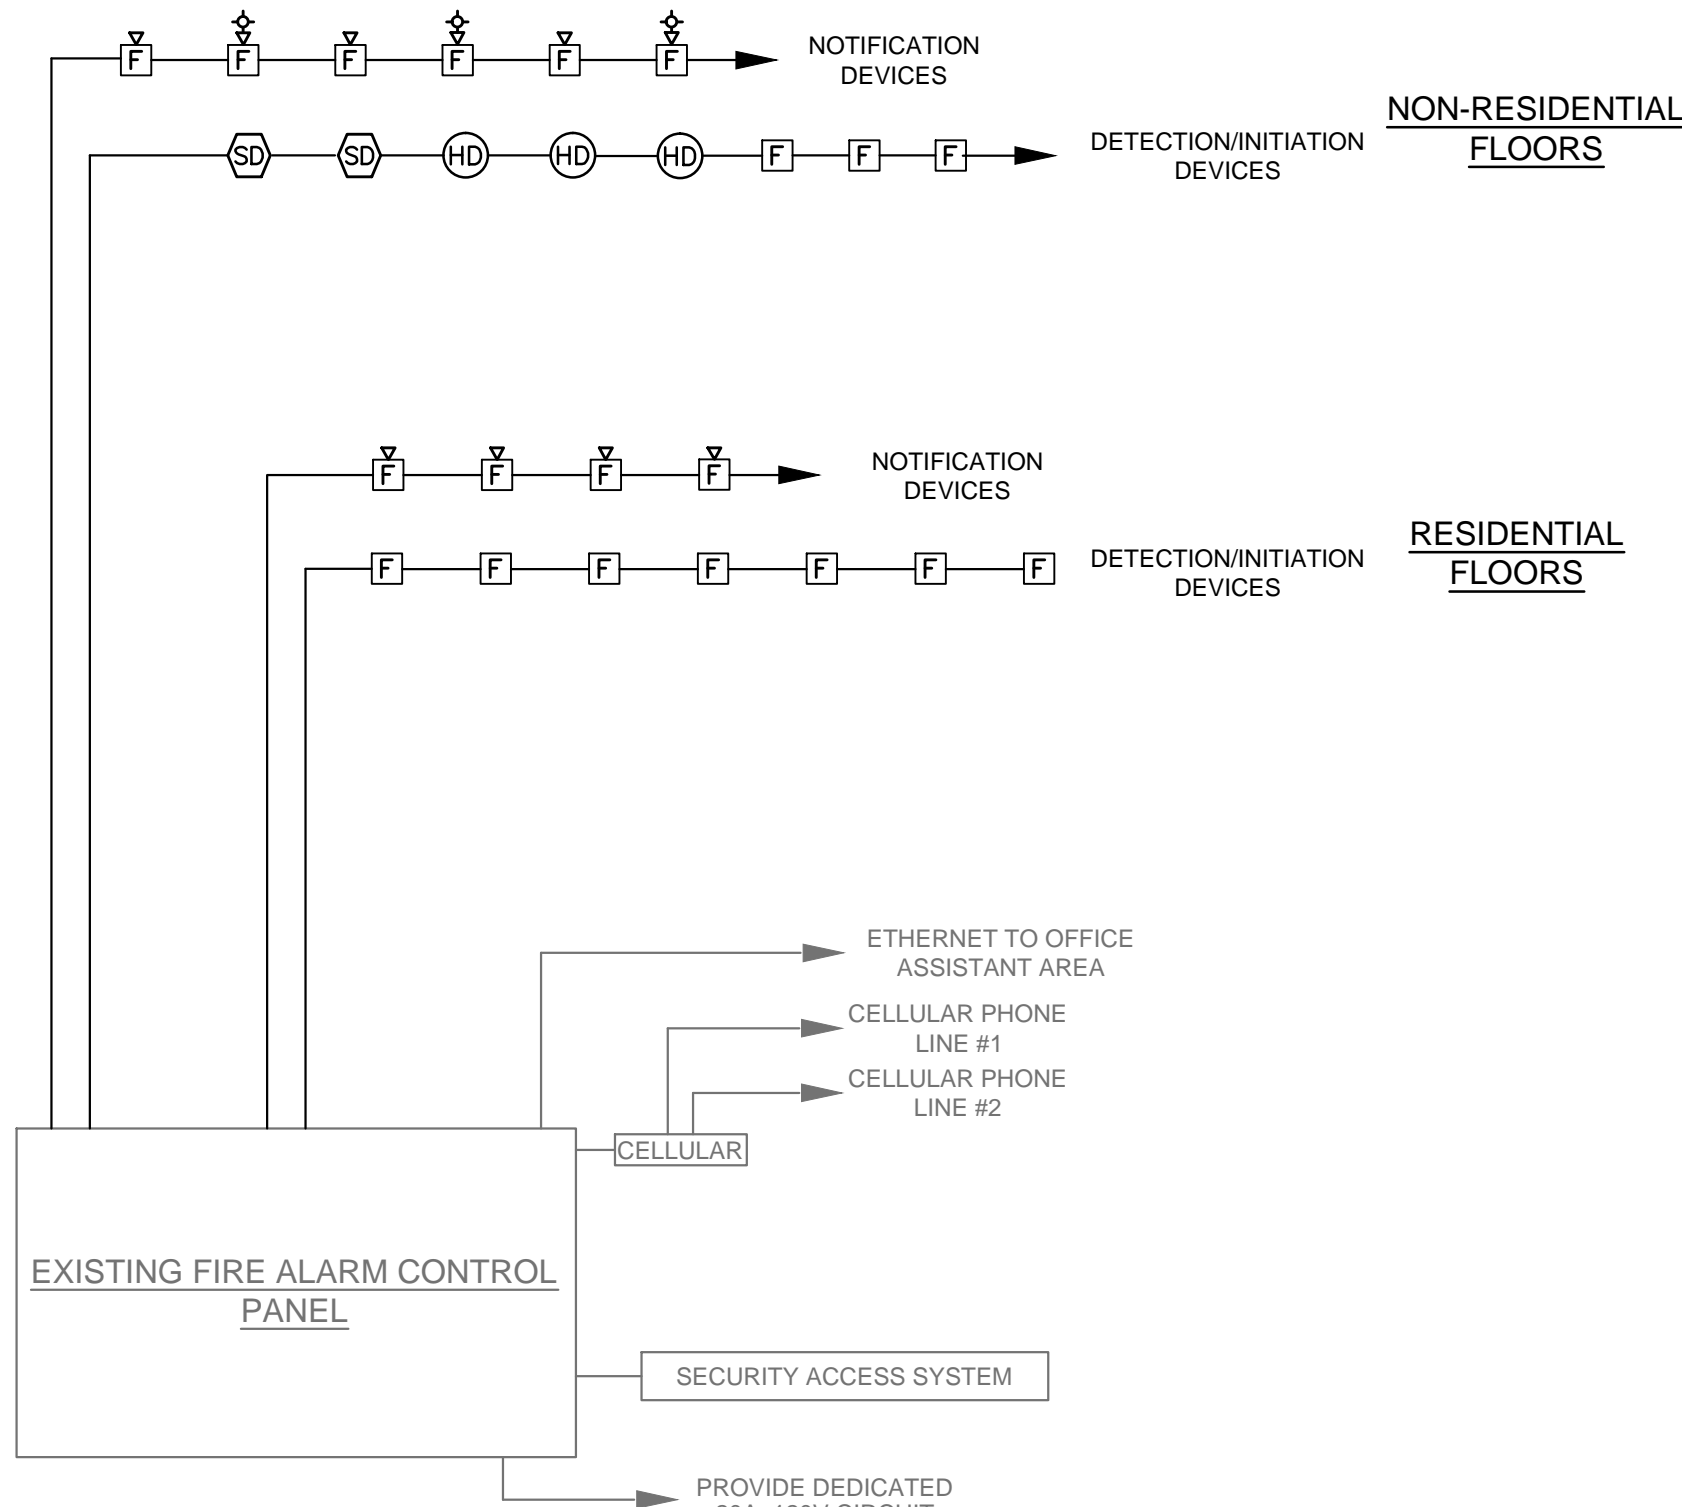 F F F F F F
NOTIFICATION
DEVICES
SD SD HD HD HD F F F
DETECTION/INITIATION
DEVICES
NON-RESIDENTIAL
FLOORS
F F F F
NOTIFICATION
DEVICES
F F F F F F F
DETECTION/INITIATION
DEVICES
RESIDENTIAL
FLOORS
ETHERNET TO OFFICE
ASSISTANT AREA
CELLULAR PHONE
LINE #1
CELLULAR PHONE
LINE #2
CELLULAR
EXISTING FIRE ALARM CONTROL
PANEL
SECURITY ACCESS SYSTEM
PROVIDE DEDICATED